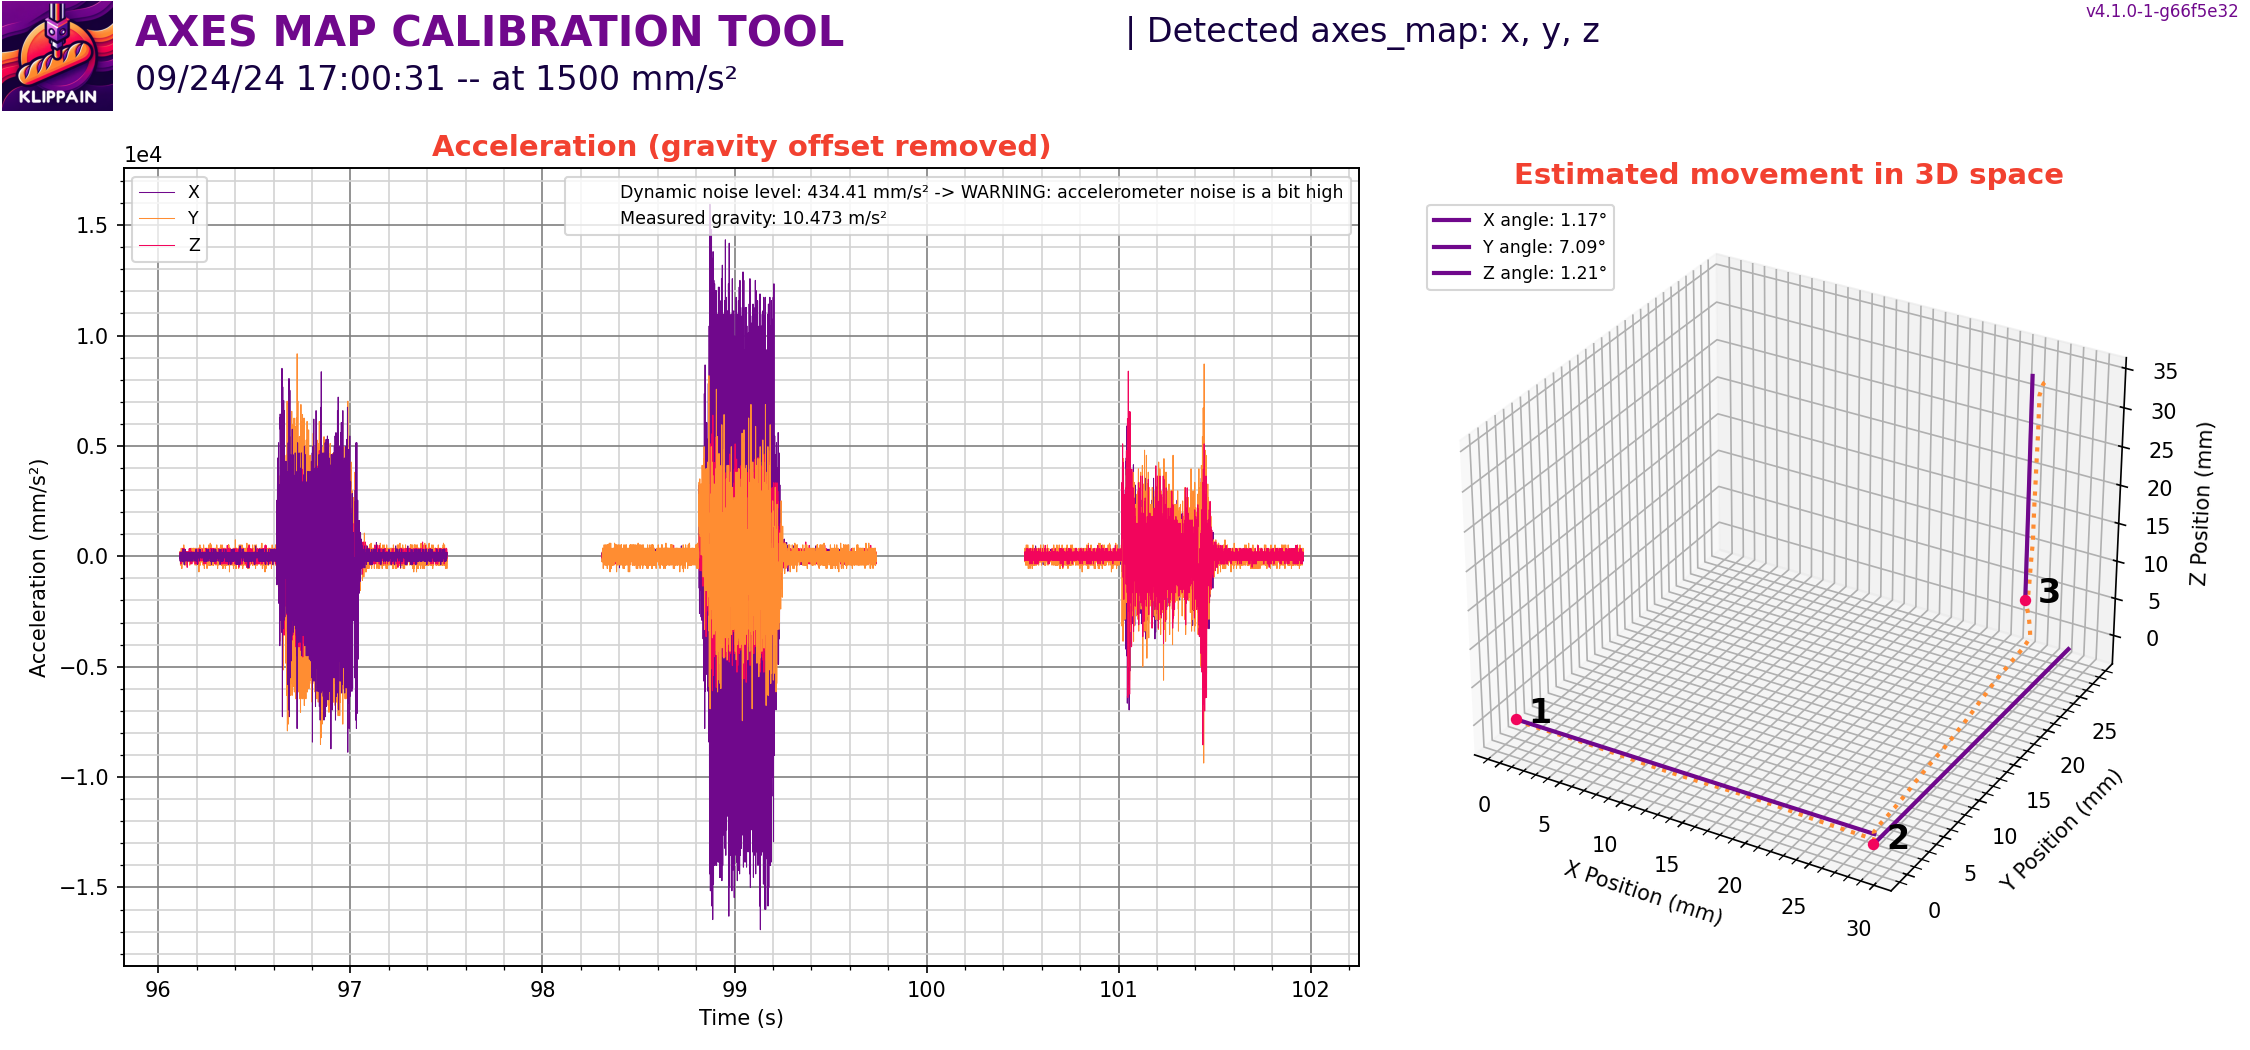 KLIPPAIN
AXES MAP CALIBRATION TOOL
09/24/24 17:00:31 -- at 1500 mm/s²
| Detected axes_map: x, y, z
v4.1.0-1-g66f5e32
Acceleration (gravity offset removed)
1e4
X
Y
Z
Dynamic noise level: 434.41 mm/s² -> WARNING: accelerometer noise is a bit high
Measured gravity: 10.473 m/s²
Acceleration (mm/s²)
1.5
1.0
0.5
0.0
−0.5
−1.0
−1.5
96 97 98 99 100 101 102
Time (s)
Estimated movement in 3D space
X angle: 1.17°
Y angle: 7.09°
Z angle: 1.21°
1
2
3
0 5 10 15 20 25 30
X Position (mm)
0 5 10 15 20 25
Y Position (mm)
35
30
25
20
15
10
5
0
Z Position (mm)